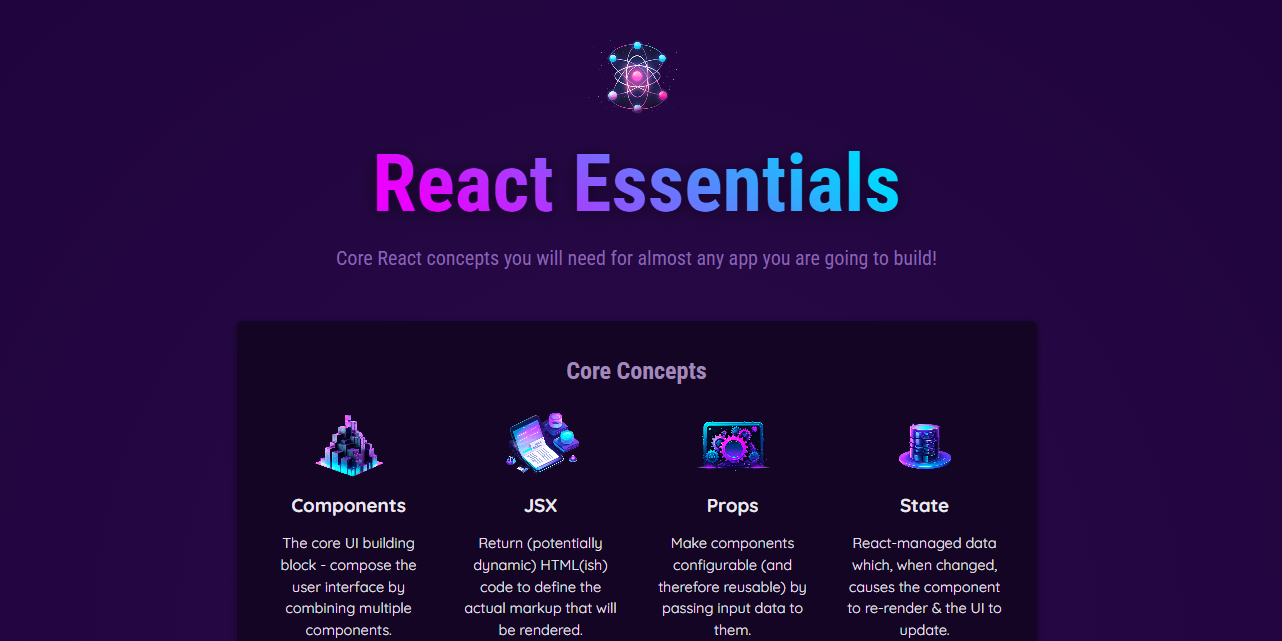 React Essentials
Core React concepts you will need for almost any app you are going to build!
Core Concepts
Components
The core UI building
block - compose the
user interface by
combining multiple
components.
JSX
Return (potentially
dynamic) HTML(ish)
code to define the
actual markup that will
be rendered.
Props
Make components
configurable (and
therefore reusable) by
passing input data to
them.
State
React-managed data
which, when changed,
causes the component
to re-render & the UI to
update.